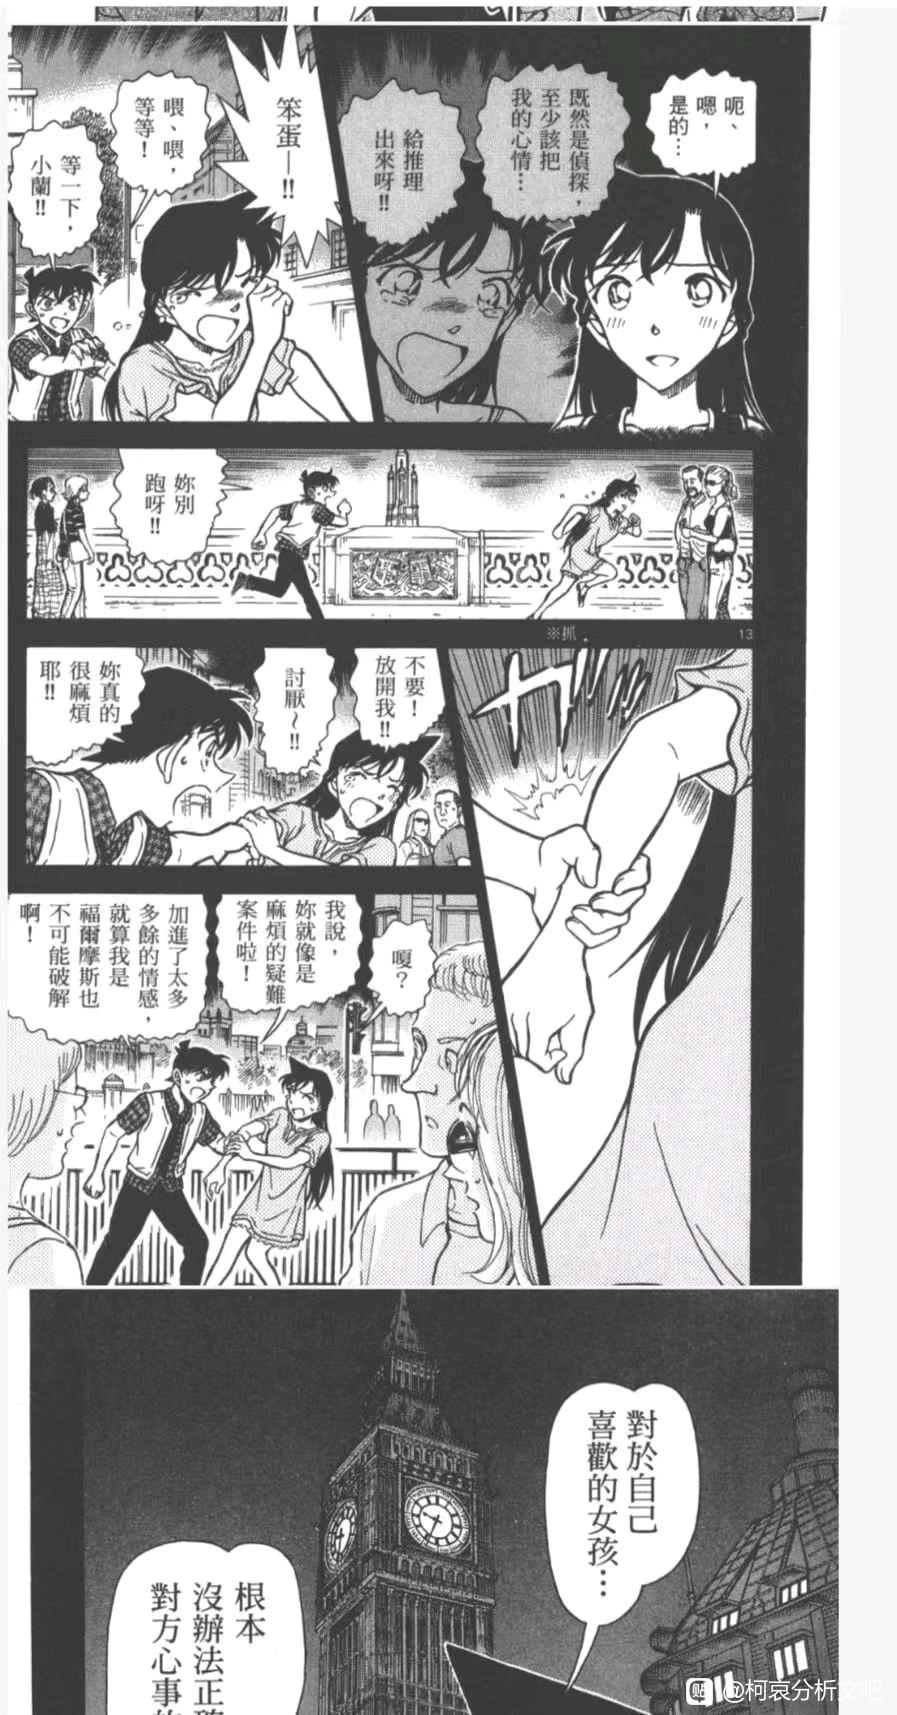 呃、
嗯，
是的…
既然是偵探，
至少該把
我的心情…
給推理
出來呀!!
笨蛋—!!
喂、喂，
等等！
等一下，
小蘭!!
妳別
跑呀!!
13
※抓．
ガッ
不要！
放開我!!
討厭～!!
妳真的
很麻煩
耶!!
嗄？
我說，
妳就像是
麻煩的疑難
案件啦！
加進了太多
多餘的情感，
就算我是
福爾摩斯也
不可能破解
啊！
對於自己
喜歡的女孩…
根本
沒辦法正確
對方心事的
貼 @柯哀分析文吧